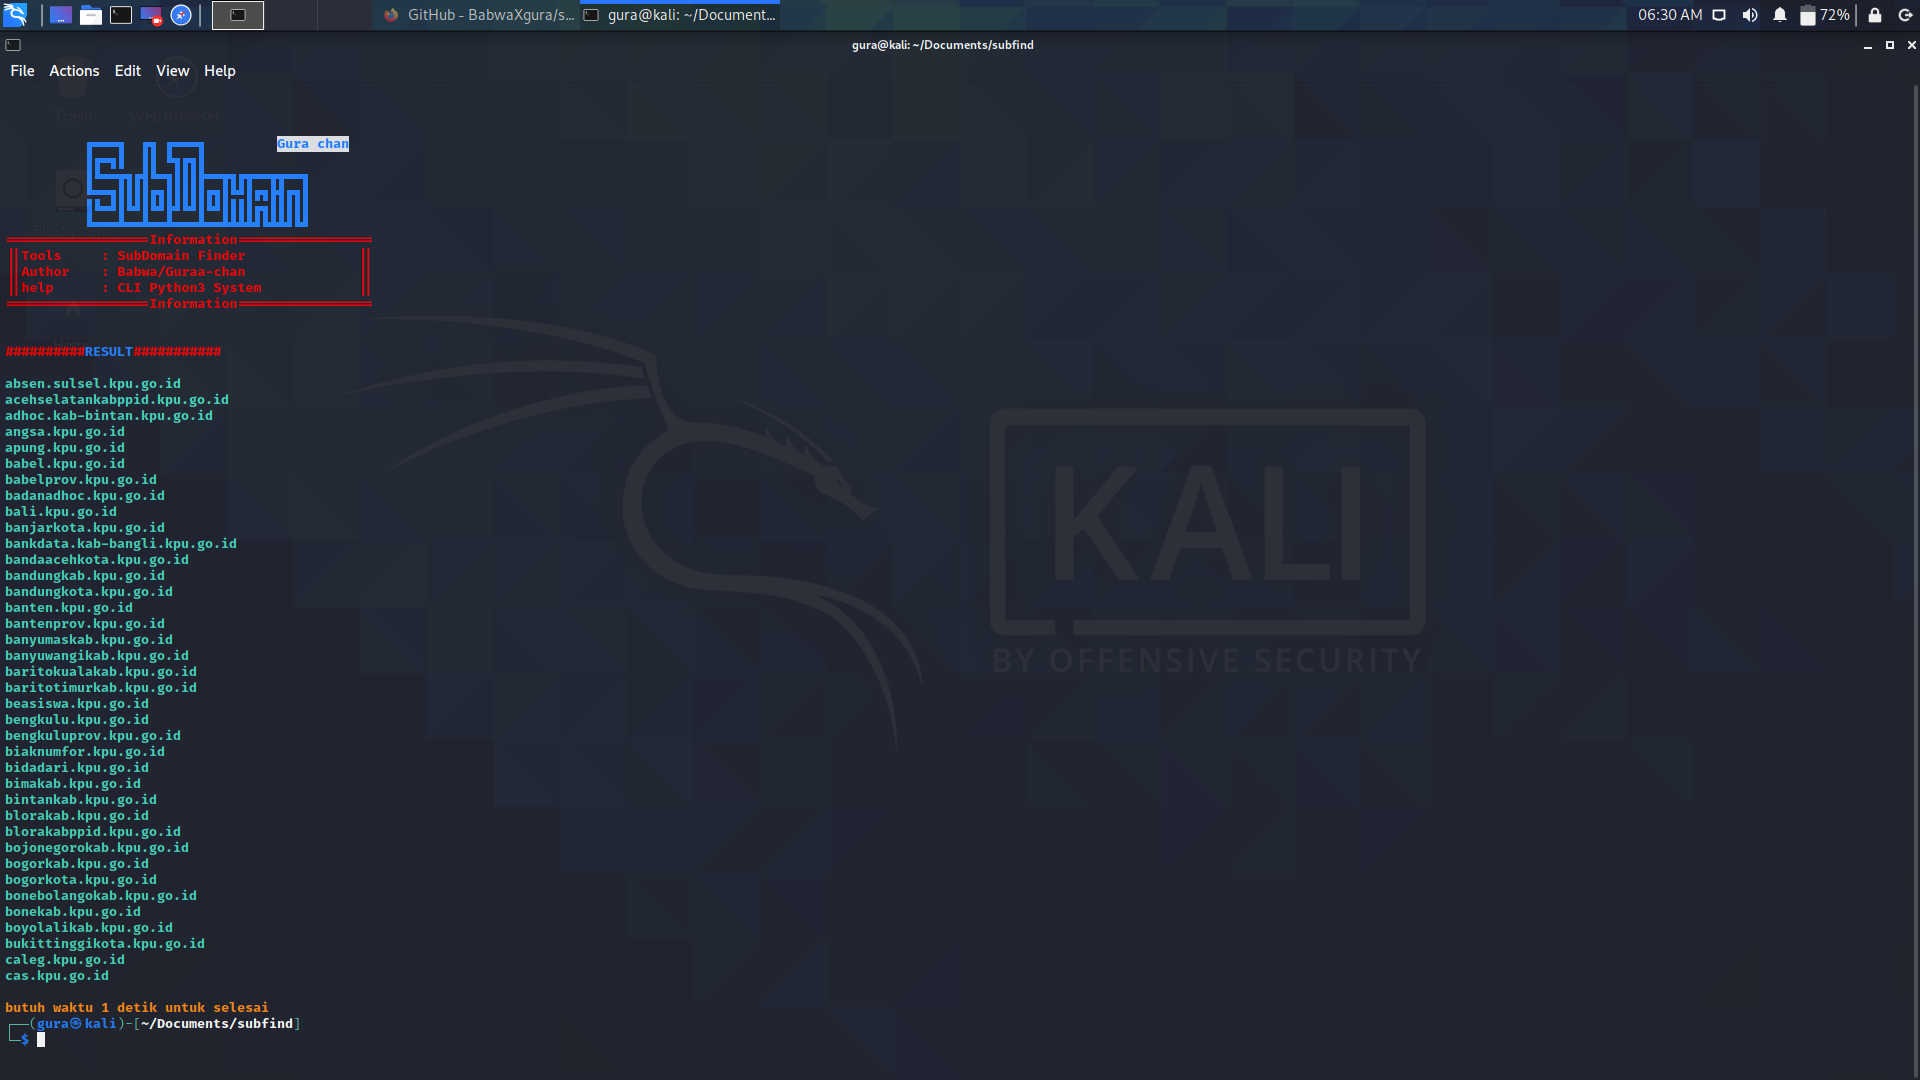 GitHub - BabwaXgura/s...
gura@kali: ~/Document...
06:30 AM
72%
gura@kali: ~/Documents/subfind
File Actions Edit View Help
Trash
Web Browser
Gura chan
SubDomain
File System
Information
Tools : SubDomain Finder
Author : Babwa/Guraa-chan
help : CLI Python3 System
Information
Home
##########RESULT###########
absen.sulsel.kpu.go.id
acehselatankabppid.kpu.go.id
adhoc.kab-bintan.kpu.go.id
angsa.kpu.go.id
apung.kpu.go.id
babel.kpu.go.id
babelprov.kpu.go.id
badanadhoc.kpu.go.id
bali.kpu.go.id
banjarkota.kpu.go.id
bankdata.kab-bangli.kpu.go.id
bandaacehkota.kpu.go.id
bandungkab.kpu.go.id
bandungkota.kpu.go.id
banten.kpu.go.id
bantenprov.kpu.go.id
banyumaskab.kpu.go.id
banyuwangikab.kpu.go.id
baritokualakab.kpu.go.id
baritotimurkab.kpu.go.id
beasiswa.kpu.go.id
bengkulu.kpu.go.id
bengkuluprov.kpu.go.id
biaknumfor.kpu.go.id
bidadari.kpu.go.id
bimakab.kpu.go.id
bintankab.kpu.go.id
blorakab.kpu.go.id
blorakabppid.kpu.go.id
bojonegorokab.kpu.go.id
bogorkab.kpu.go.id
bogorkota.kpu.go.id
bonebolangokab.kpu.go.id
bonekab.kpu.go.id
boyolalikab.kpu.go.id
bukittinggikota.kpu.go.id
caleg.kpu.go.id
cas.kpu.go.id
butuh waktu 1 detik untuk selesai
┌──(gura㉿kali)-[~/Documents/subfind]
└─$
KALI
BY OFFENSIVE SECURITY